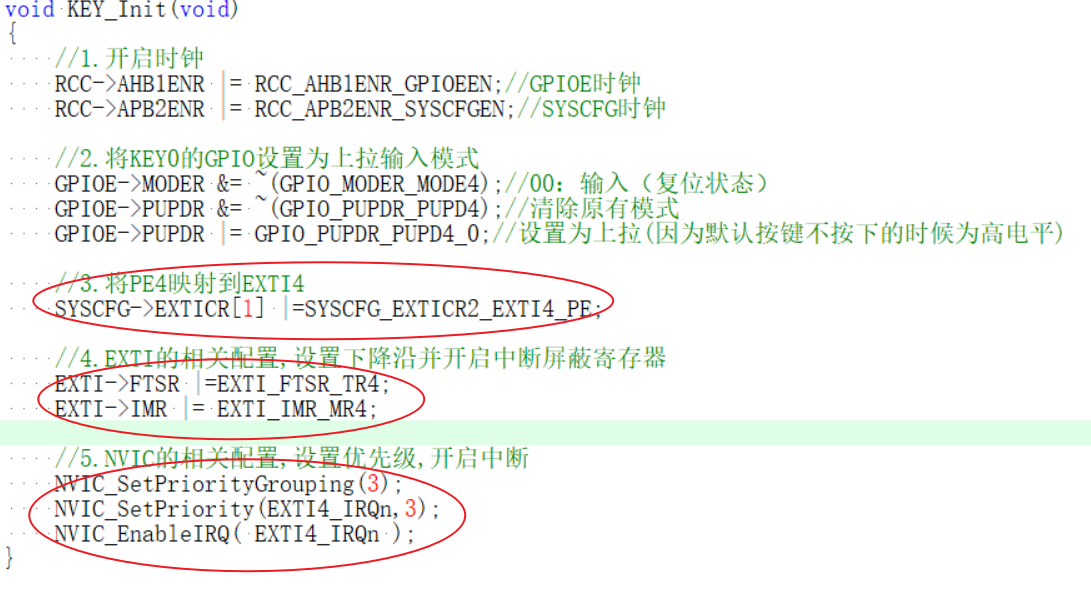 void KEY_Init(void)
{
//1.开启时钟
RCC->AHB1ENR |= RCC_AHB1ENR_GPIOEEN;//GPIOE时钟
RCC->APB2ENR |= RCC_APB2ENR_SYSCFGEN;//SYSCFG时钟
//2.将KEY0的GPIO设置为上拉输入模式
GPIOE->MODER &= ~(GPIO_MODER_MODE4);//00：输入（复位状态）
GPIOE->PUPDR &= ~(GPIO_PUPDR_PUPD4);//清除原有模式
GPIOE->PUPDR |= GPIO_PUPDR_PUPD4_0;//设置为上拉(因为默认按键不按下的时候为高电平)
//3.将PE4映射到EXTI4
SYSCFG->EXTICR[1] |=SYSCFG_EXTICR2_EXTI4_PE;
//4.EXTI的相关配置,设置下降沿并开启中断屏蔽寄存器
EXTI->FTSR |=EXTI_FTSR_TR4;
EXTI->IMR |= EXTI_IMR_MR4;
//5.NVIC的相关配置,设置优先级,开启中断
NVIC_SetPriorityGrouping(3);
NVIC_SetPriority(EXTI4_IRQn,3);
NVIC_EnableIRQ( EXTI4_IRQn );
}